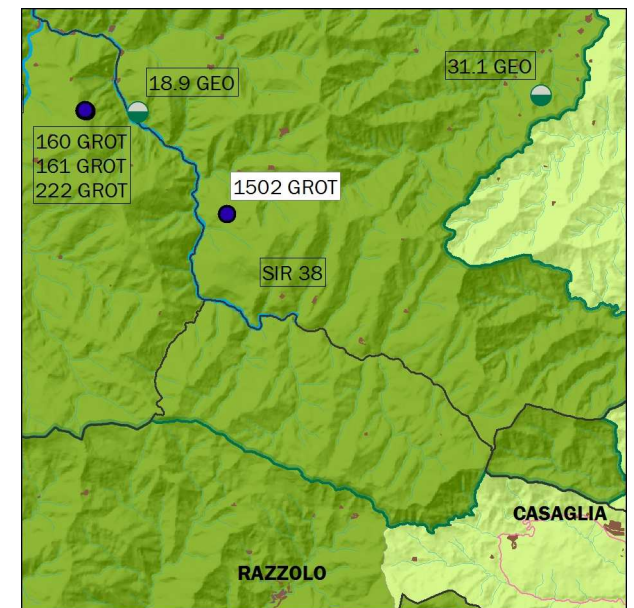 31.1 GEO
18.9 GEO
160 GROT
161 GROT
222 GROT
1502 GROT
SIR 38
CASAGLIA
RAZZOLO